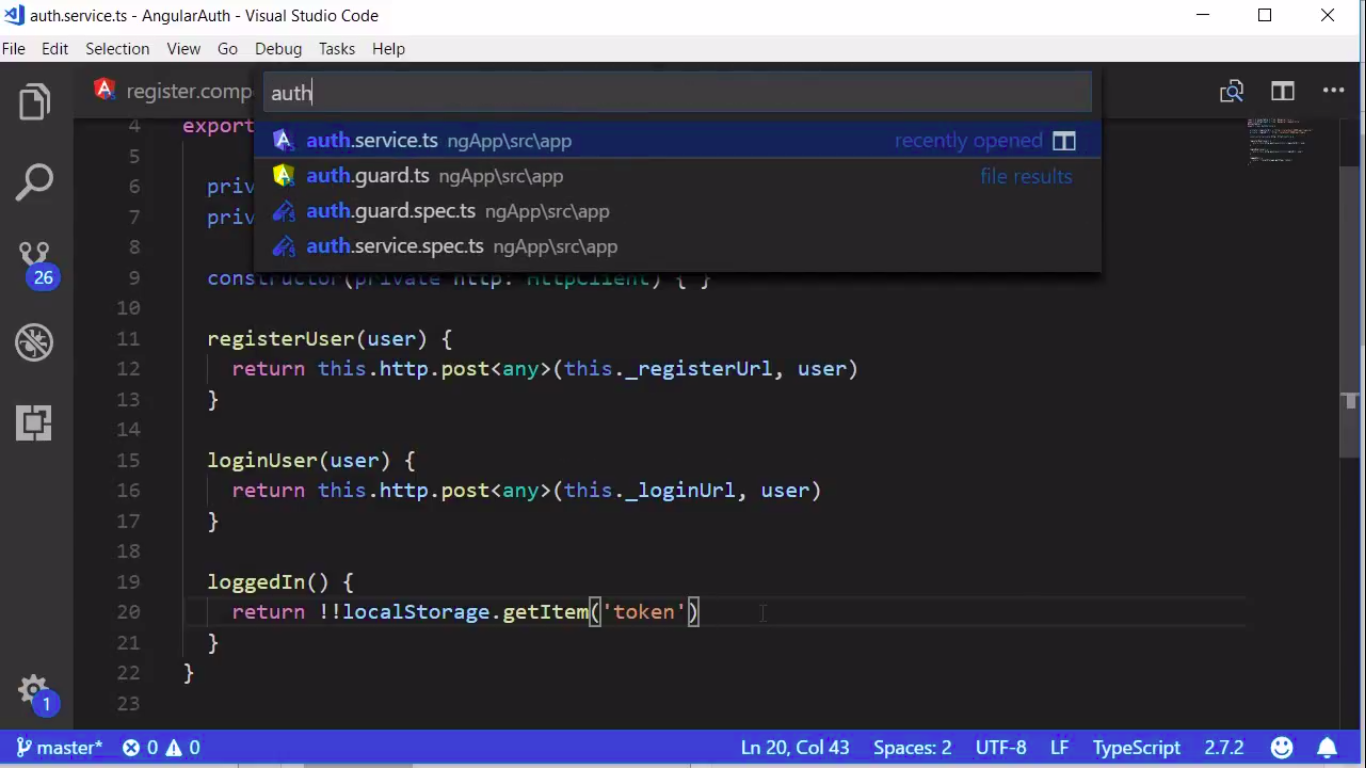 auth.service.ts - AngularAuth - Visual Studio Code
File Edit Selection View Go Debug Tasks Help
register.comp
auth
auth.service.ts ngApp\src\app recently opened
auth.guard.ts ngApp\src\app file results
auth.guard.spec.ts ngApp\src\app
auth.service.spec.ts ngApp\src\app
4 export
5
6 priv
7 priv
8
9 constructor(private http: HttpClient) { }
10
11 registerUser(user) {
12 return this.http.post<any>(this._registerUrl, user)
13 }
14
15 loginUser(user) {
16 return this.http.post<any>(this._loginUrl, user)
17 }
18
19 loggedIn() {
20 return !!localStorage.getItem('token')
21 }
22 }
23
26
1
master* 0 0 Ln 20, Col 43 Spaces: 2 UTF-8 LF TypeScript 2.7.2